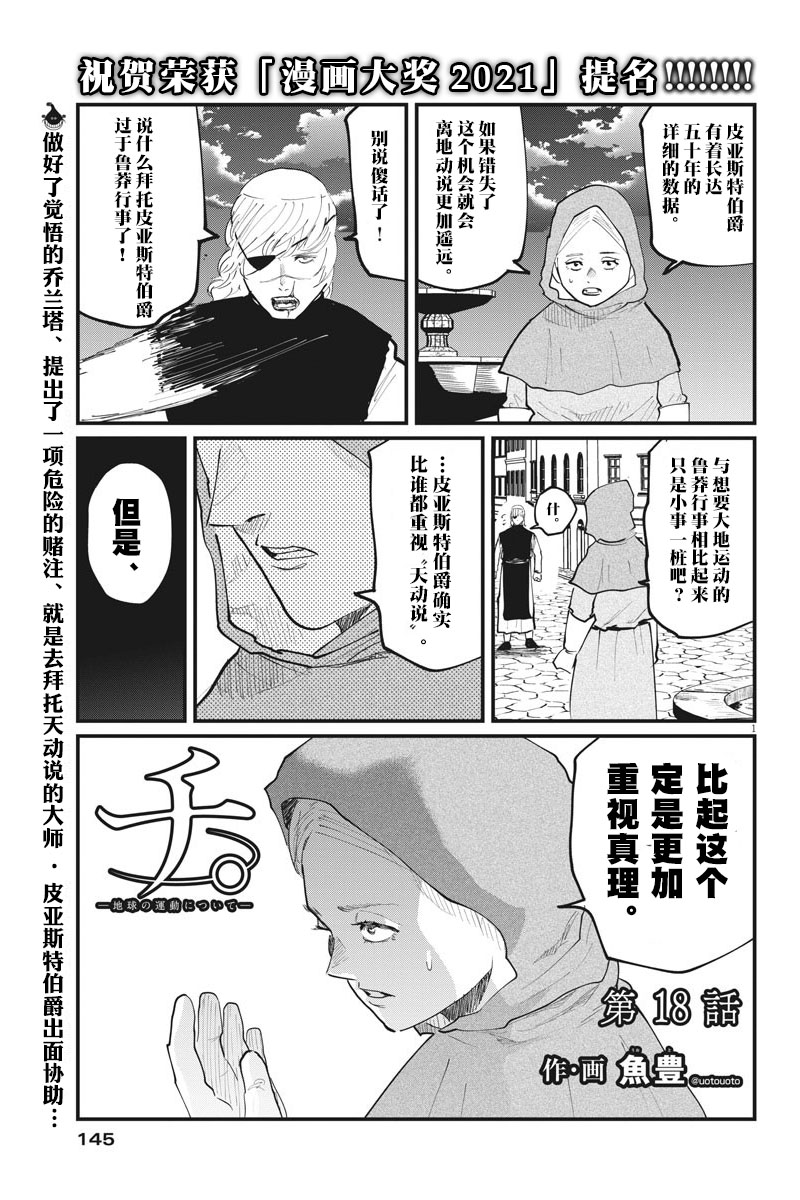 祝贺荣获「漫画大奖2021」提名!!!!!!!!
做好了觉悟的乔兰塔、提出了一项危险的赌注、就是去拜托天动说的大师・皮亚斯特伯爵出面协助…
皮亚斯特伯爵
有着长达
五十年的
详细的数据。
如果错失了
这个机会就会
离地动说更加遥远。
别说傻话了！
说什么拜托皮亚斯特伯爵
过于鲁莽行事了！
与想要大地运动的
鲁莽行事相比起来
只是小事一桩吧？
什。
…皮亚斯特伯爵确实
比谁都重视〝天动说〟。
但是、
1
比起这个
定是更加
重视真理。
チ。
―地球の運動について―
第18話
作・画 魚豊 @uotouoto
145